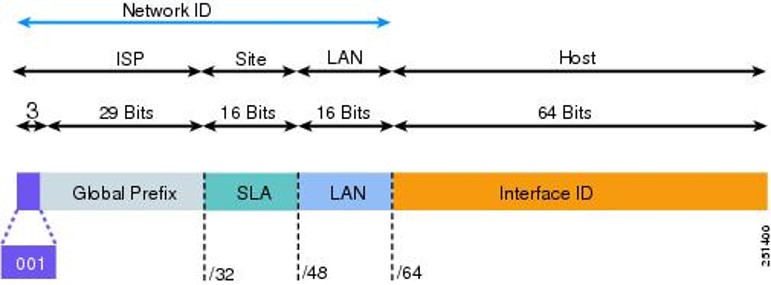 Network ID
ISP Site LAN Host
3 29 Bits 16 Bits 16 Bits 64 Bits
Global Prefix SLA LAN Interface ID
001
/32 /48 /64
251400